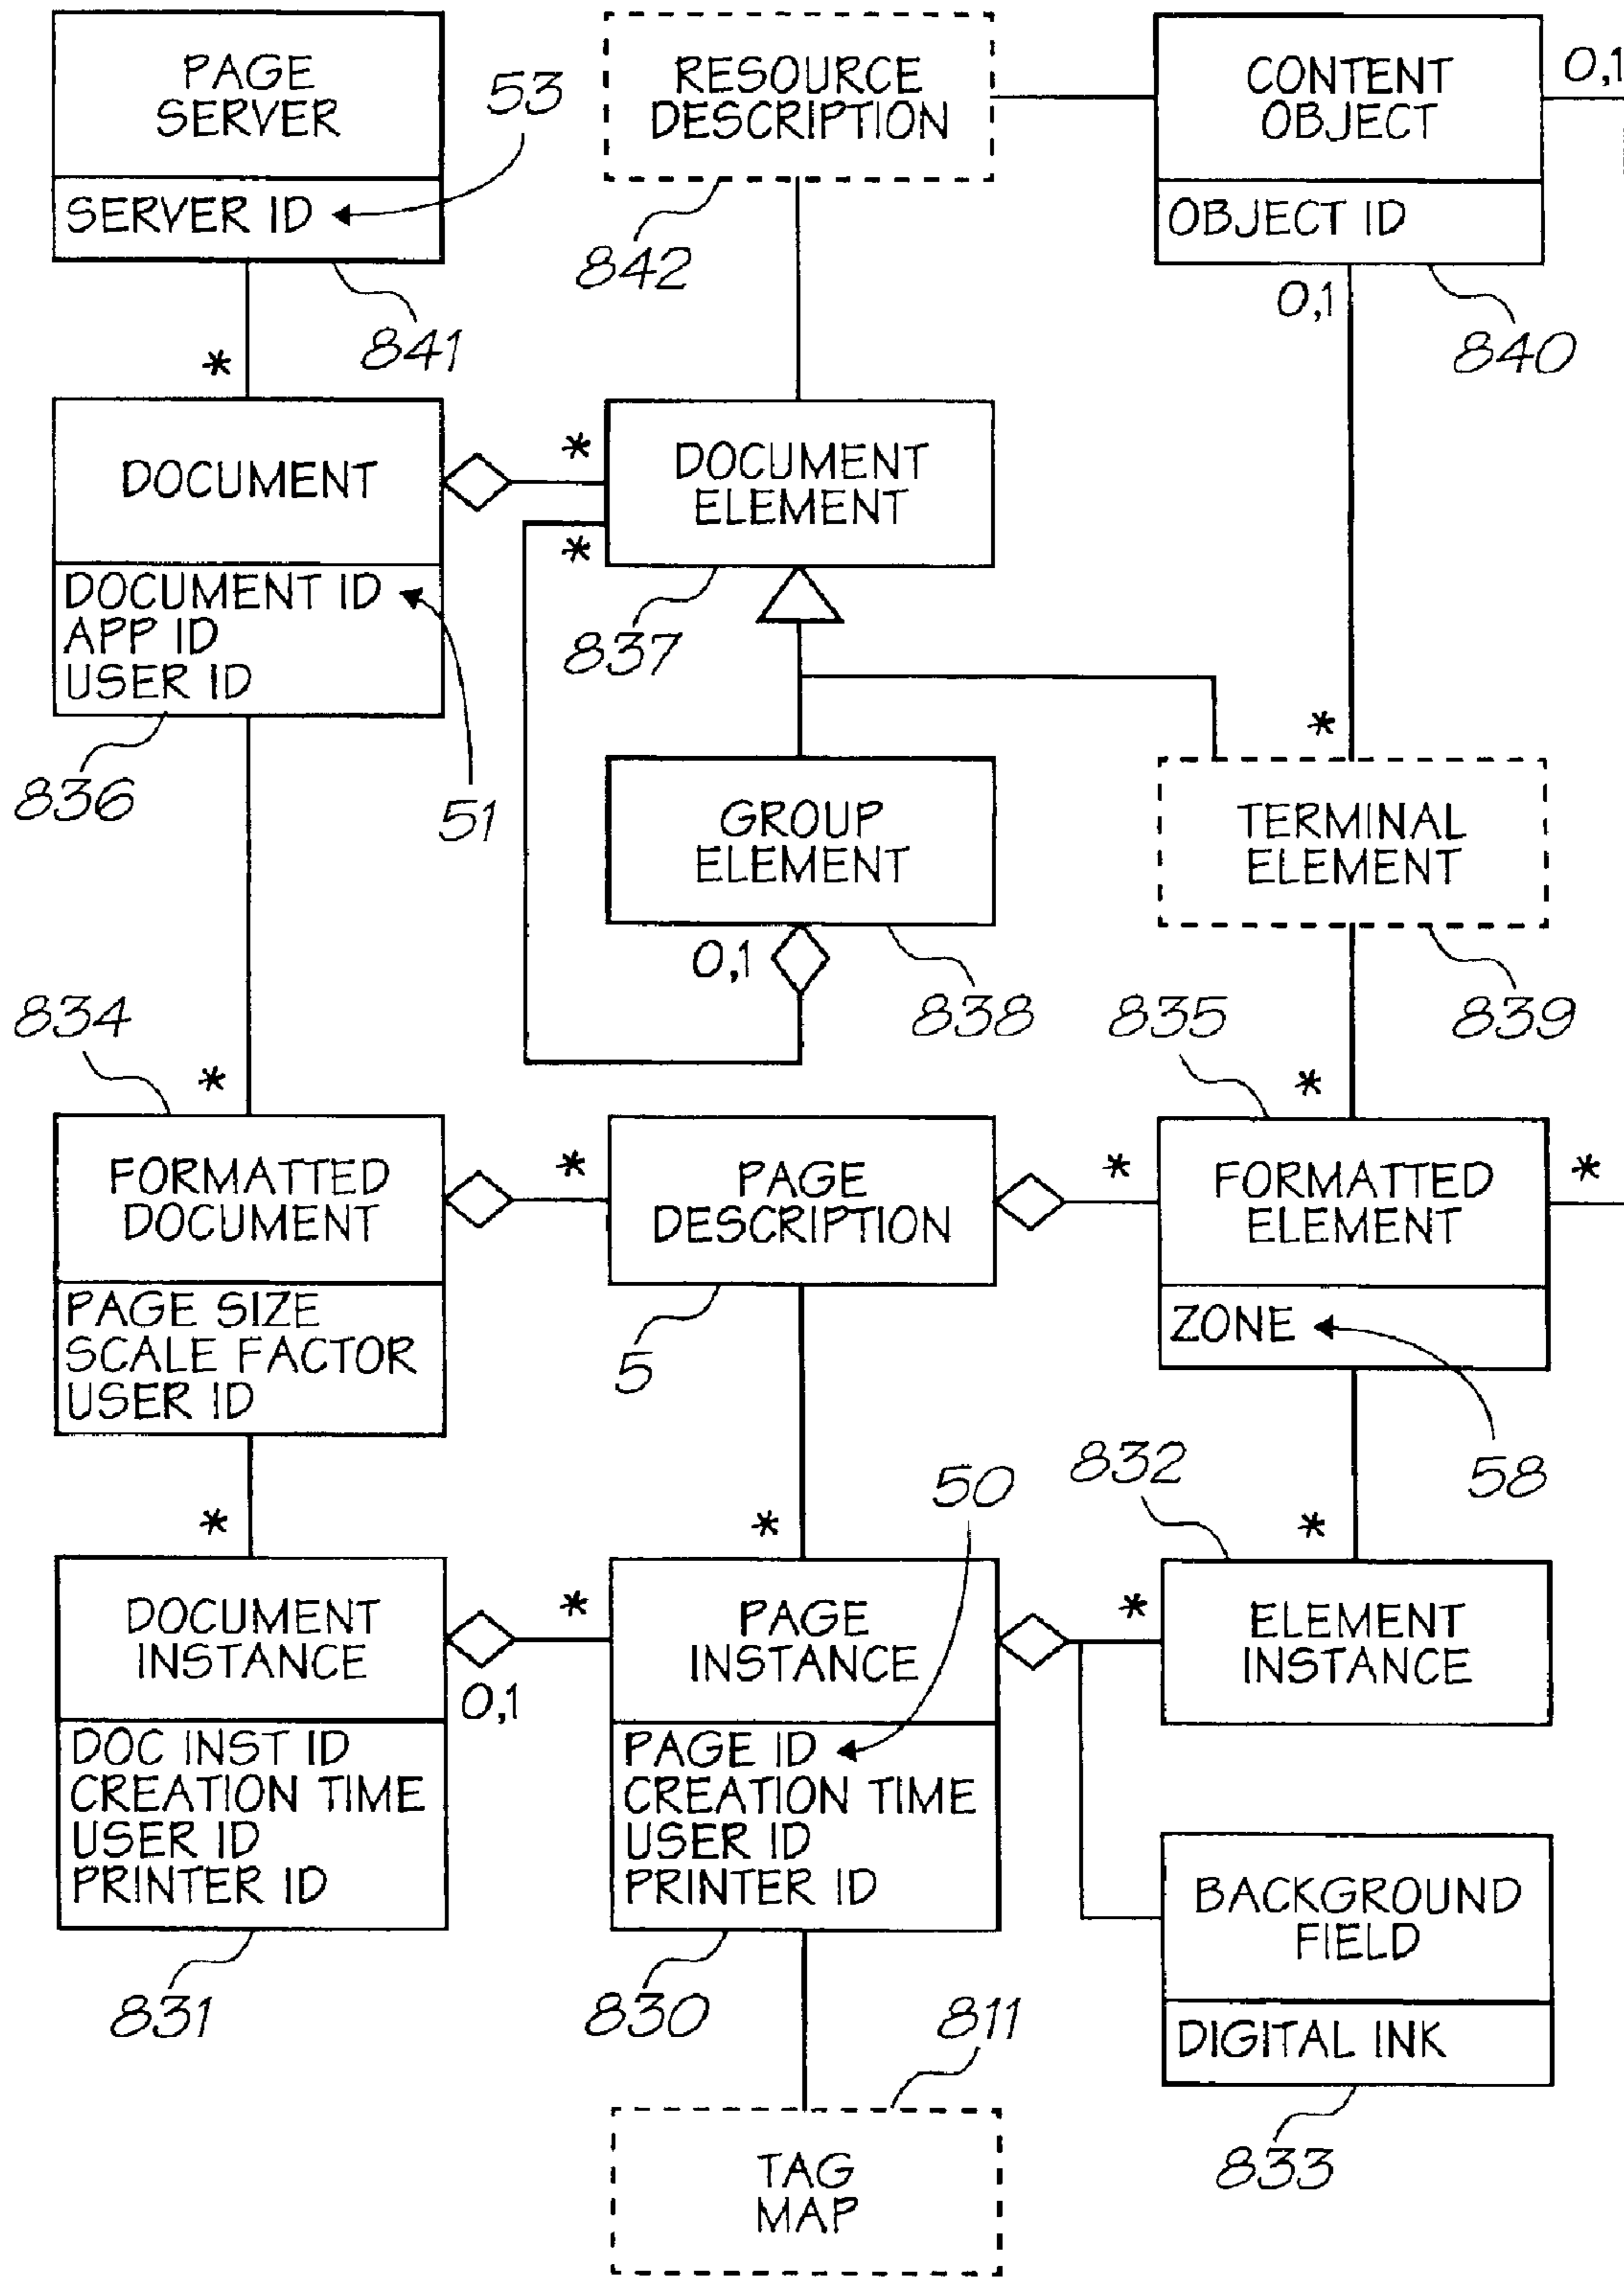 PAGE
SERVER
SERVER ID
53
841
RESOURCE
DESCRIPTION
842
CONTENT
OBJECT
OBJECT ID
0,1
0,1
840
*
DOCUMENT
DOCUMENT ID
APP ID
USER ID
836
51
*
*
DOCUMENT
ELEMENT
837
GROUP
ELEMENT
0,1
838
*
TERMINAL
ELEMENT
839
834
*
FORMATTED
DOCUMENT
PAGE SIZE
SCALE FACTOR
USER ID
*
PAGE
DESCRIPTION
5
835
*
*
FORMATTED
ELEMENT
ZONE
*
58
*
DOCUMENT
INSTANCE
DOC INST ID
CREATION TIME
USER ID
PRINTER ID
831
0,1
*
*
50
PAGE
INSTANCE
PAGE ID
CREATION TIME
USER ID
PRINTER ID
830
832
*
*
ELEMENT
INSTANCE
BACKGROUND
FIELD
DIGITAL INK
833
811
TAG
MAP